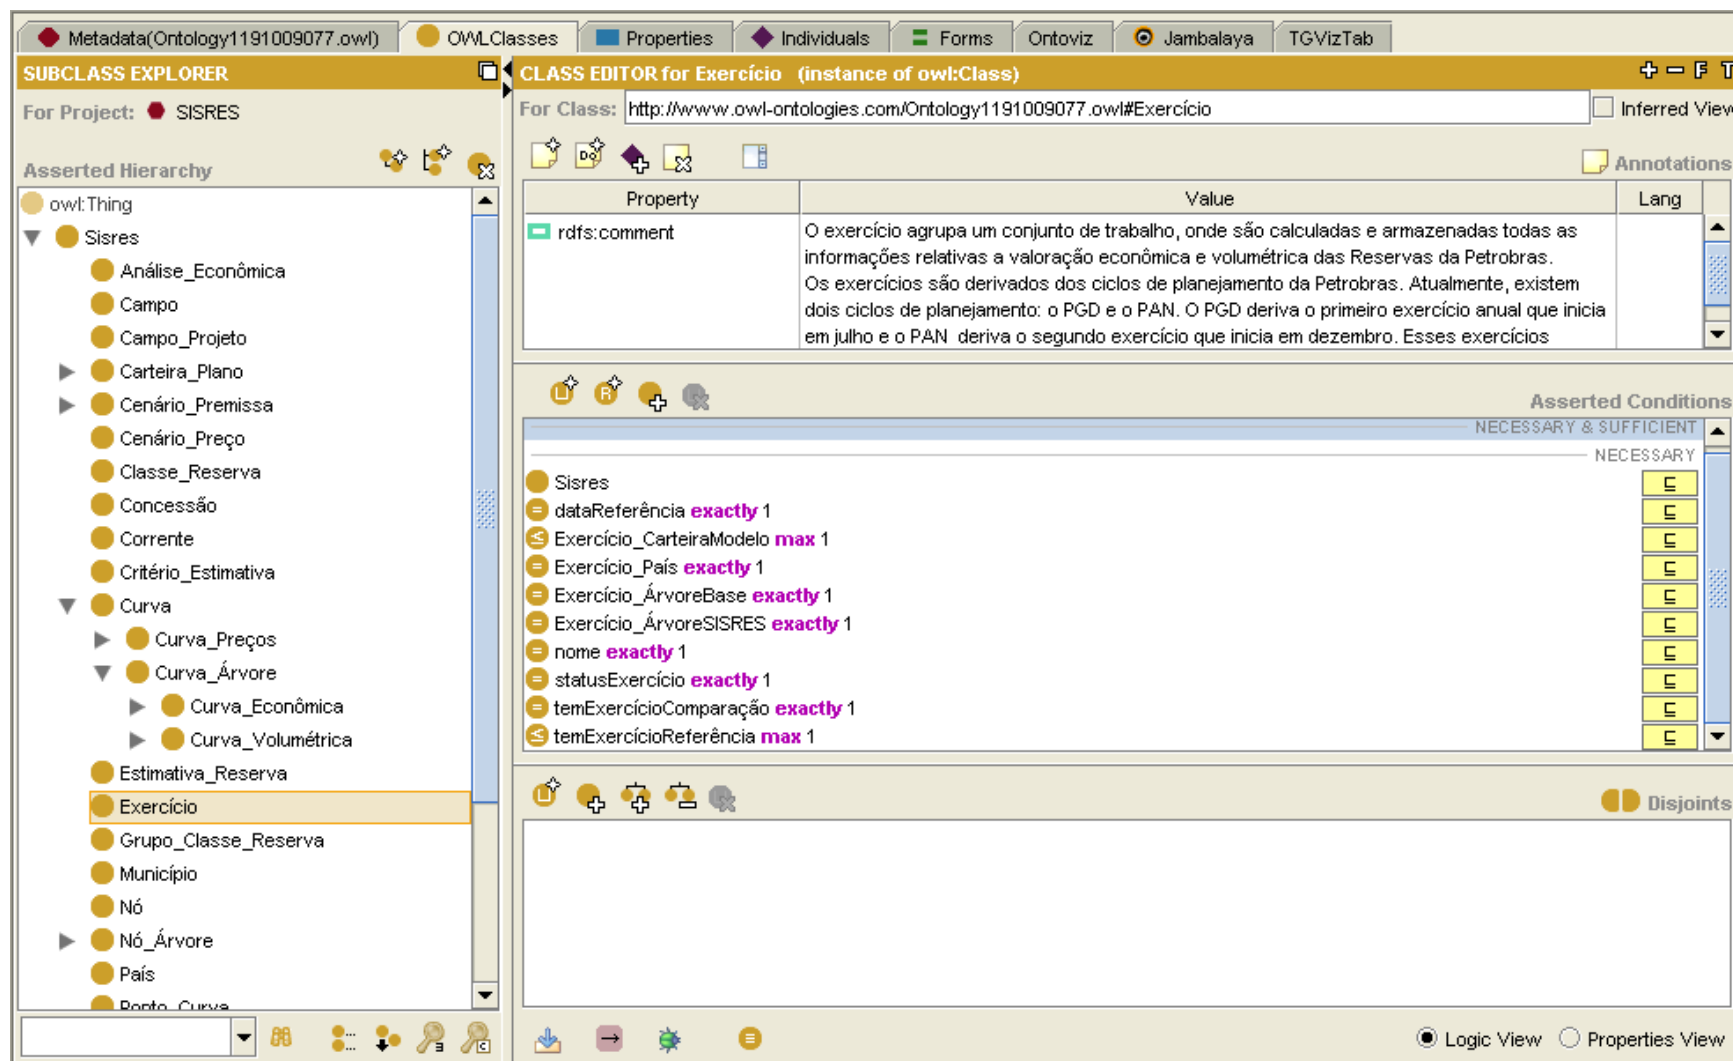 Metadata(Ontology1191009077.owl) OWLClasses Properties Individuals Forms Ontoviz Jambalaya TGVizTab
SUBCLASS EXPLORER
For Project: SISRES
Asserted Hierarchy
owl:Thing
Sisres
Análise_Econômica
Campo
Campo_Projeto
Carteira_Plano
Cenário_Premissa
Cenário_Preço
Classe_Reserva
Concessão
Corrente
Critério_Estimativa
Curva
Curva_Preços
Curva_Árvore
Curva_Econômica
Curva_Volumétrica
Estimativa_Reserva
Exercício
Grupo_Classe_Reserva
Município
Nó
Nó_Árvore
País
Ponto_Curva
CLASS EDITOR for Exercício (instance of owl:Class)
+ − F T
For Class: http://www.owl-ontologies.com/Ontology1191009077.owl#Exercício
Inferred View
Annotations
Property Value Lang
rdfs:comment
O exercício agrupa um conjunto de trabalho, onde são calculadas e armazenadas todas as
informações relativas a valoração econômica e volumétrica das Reservas da Petrobras.
Os exercícios são derivados dos ciclos de planejamento da Petrobras. Atualmente, existem
dois ciclos de planejamento: o PGD e o PAN. O PGD deriva o primeiro exercício anual que inicia
em julho e o PAN deriva o segundo exercício que inicia em dezembro. Esses exercícios
Asserted Conditions
NECESSARY & SUFFICIENT
NECESSARY
Sisres ⊑
= dataReferência exactly 1 ⊑
≤ Exercício_CarteiraModelo max 1 ⊑
= Exercício_País exactly 1 ⊑
= Exercício_ÁrvoreBase exactly 1 ⊑
= Exercício_ÁrvoreSISRES exactly 1 ⊑
= nome exactly 1 ⊑
= statusExercício exactly 1 ⊑
= temExercícioComparação exactly 1 ⊑
≤ temExercícioReferência max 1 ⊑
Disjoints
Logic View Properties View